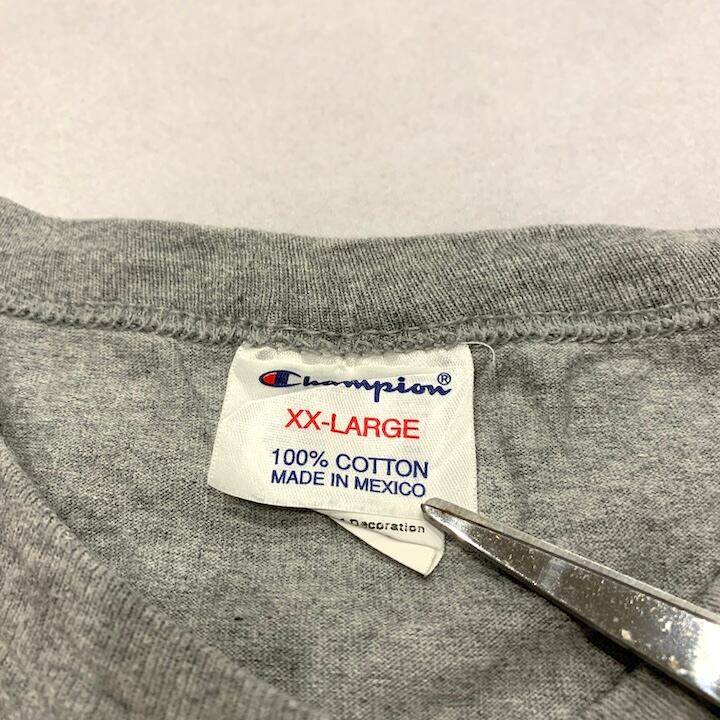 Champion®
XX-LARGE
100% COTTON
MADE IN MEXICO
Decoration